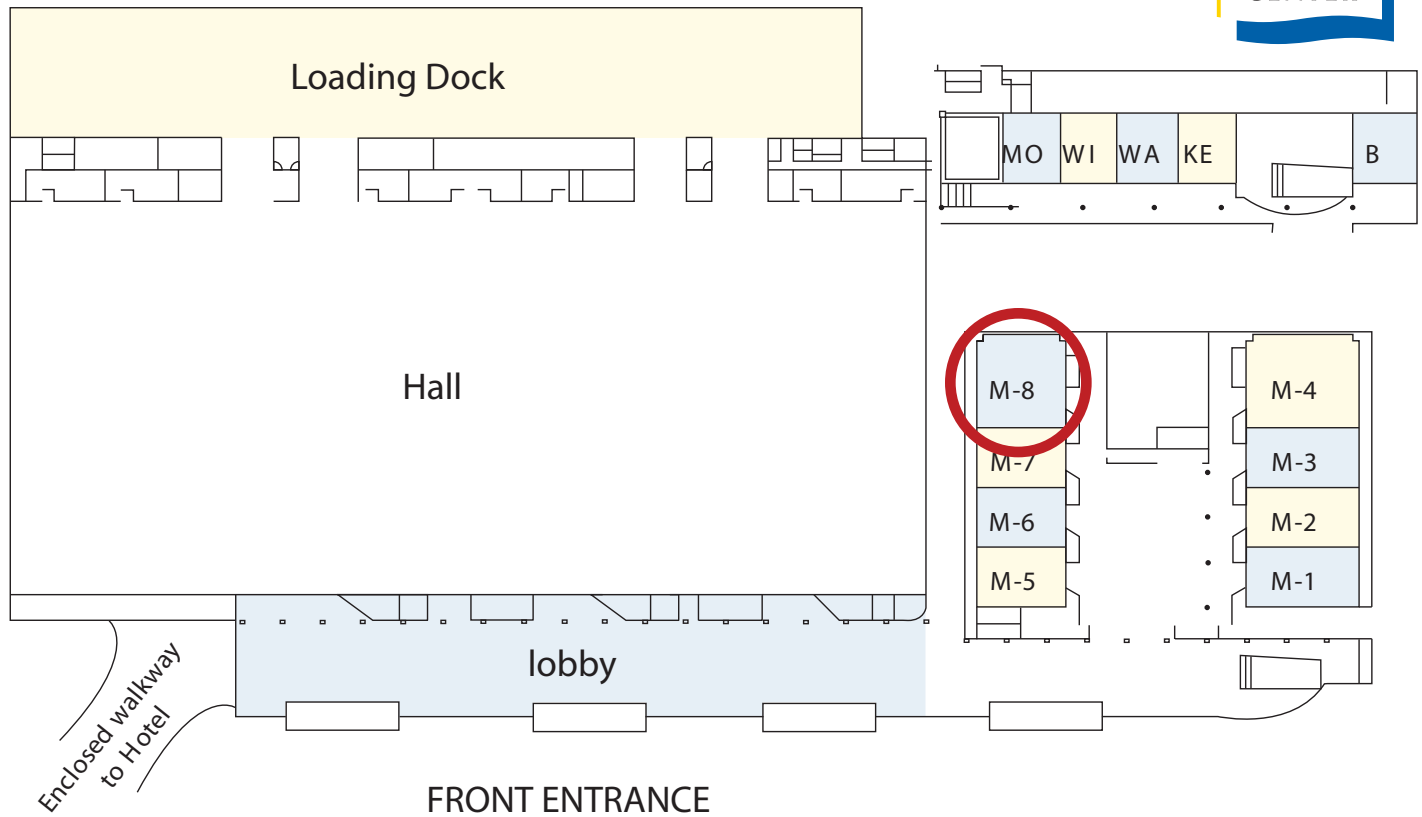 Loading Dock
MO WI WA KE B
Hall
M-8
M-7
M-6
M-5
M-4
M-3
M-2
M-1
lobby
Enclosed walkway
to Hotel
FRONT ENTRANCE